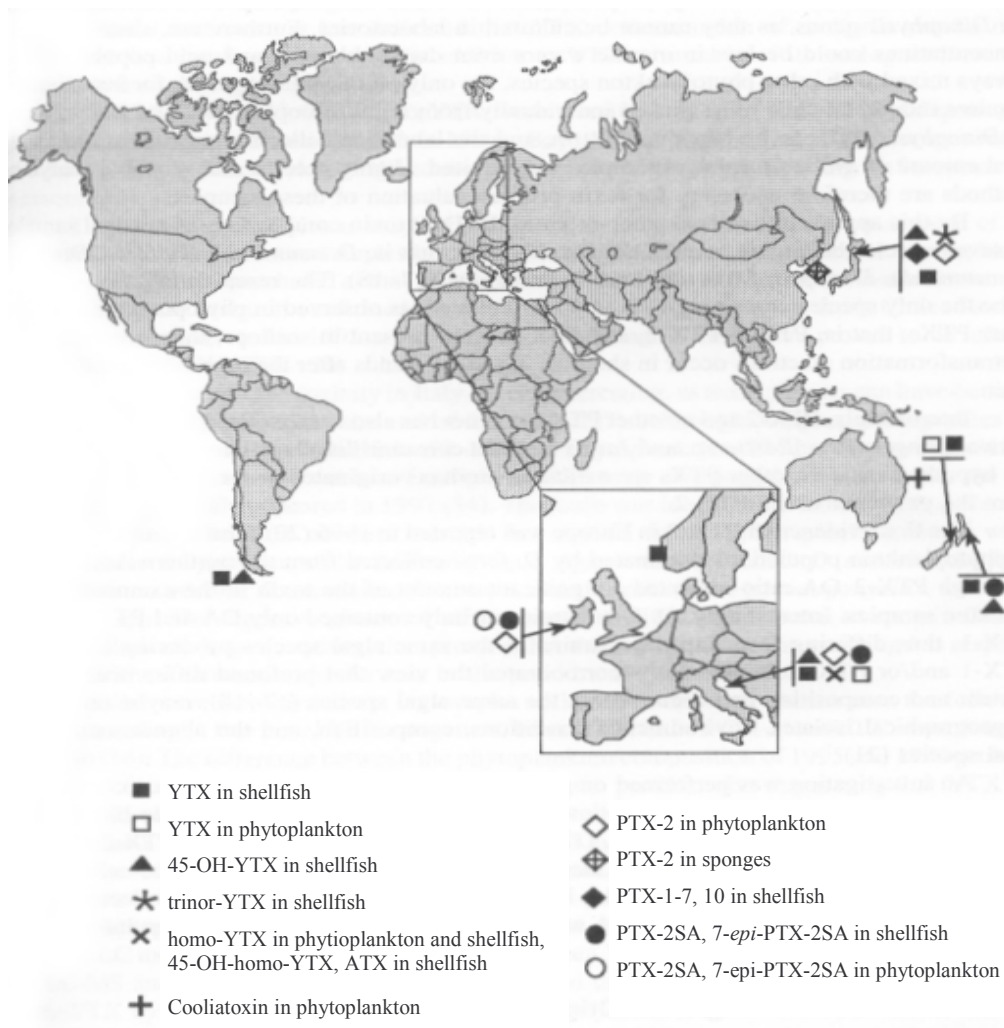 YTX in shellfish
YTX in phytoplankton
45-OH-YTX in shellfish
trinor-YTX in shellfish
homo-YTX in phytioplankton and shellfish,
45-OH-homo-YTX, ATX in shellfish
Cooliatoxin in phytoplankton
PTX-2 in phytoplankton
PTX-2 in sponges
PTX-1-7, 10 in shellfish
PTX-2SA, 7-epi-PTX-2SA in shellfish
PTX-2SA, 7-epi-PTX-2SA in phytoplankton